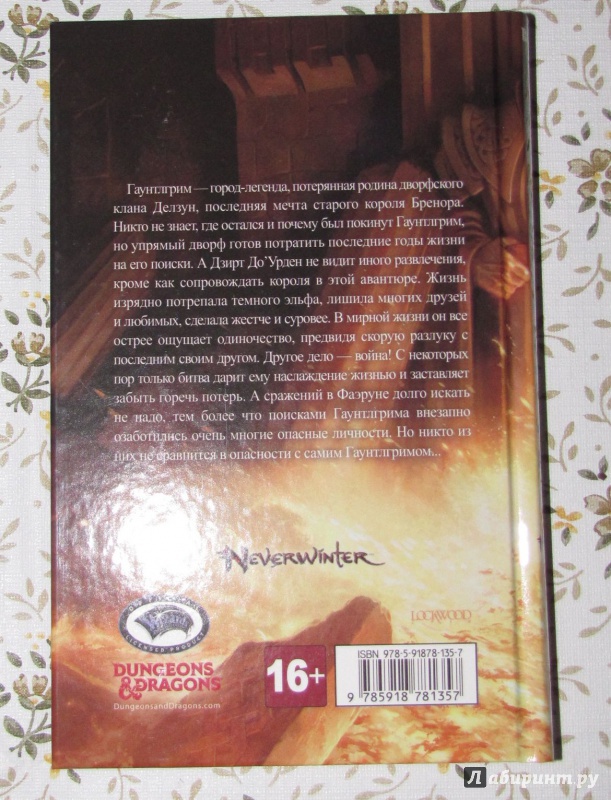 Гаунтлгрим — город-легенда, потерянная родина дворфского
клана Делзун, последняя мечта старого короля Бренора.
Никто не знает, где остался и почему был покинут Гаунтлгрим,
но упрямый дворф готов потратить последние годы жизни
на его поиски. А Дзирт До'Урден не видит иного развлечения,
кроме как сопровождать короля в этой авантюре. Жизнь
изрядно потрепала темного эльфа, лишила многих друзей
и любимых, сделала жестче и суровее. В мирной жизни он все
острее ощущает одиночество, предвидя скорую разлуку с
последним своим другом. Другое дело — война! С некоторых
пор только битва дарит ему наслаждение жизнью и заставляет
забыть горечь потерь. А сражений в Фаэруне долго искать
не надо, тем более что поисками Гаунтлгрима внезапно
озаботились очень многие опасные личности. Но никто из
них не сравнится в опасности с самим Гаунтлгримом...
NEVERWINTER
LOCKWOOD
LICENSED PRODUCT
DUNGEONS
& DRAGONS
DungeonsandDragons.com
16+
ISBN 978-5-91878-135-7
9 785918 781357
Лабиринт.ру